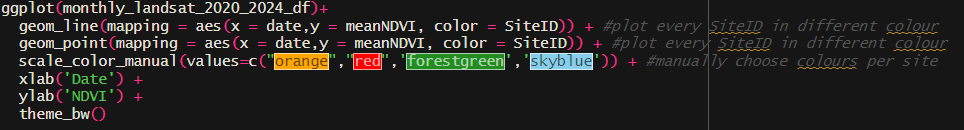 ggplot(monthly_landsat_2020_2024_df)+
geom_line(mapping = aes(x = date,y = meanNDVI, color = SiteID)) + #plot every SiteID in different colour
geom_point(mapping = aes(x = date,y = meanNDVI, color = SiteID)) + #plot every SiteID in different colour
scale_color_manual(values=c("orange","red",'forestgreen','skyblue')) + #manually choose colours per site
xlab('Date') +
ylab('NDVI') +
theme_bw()